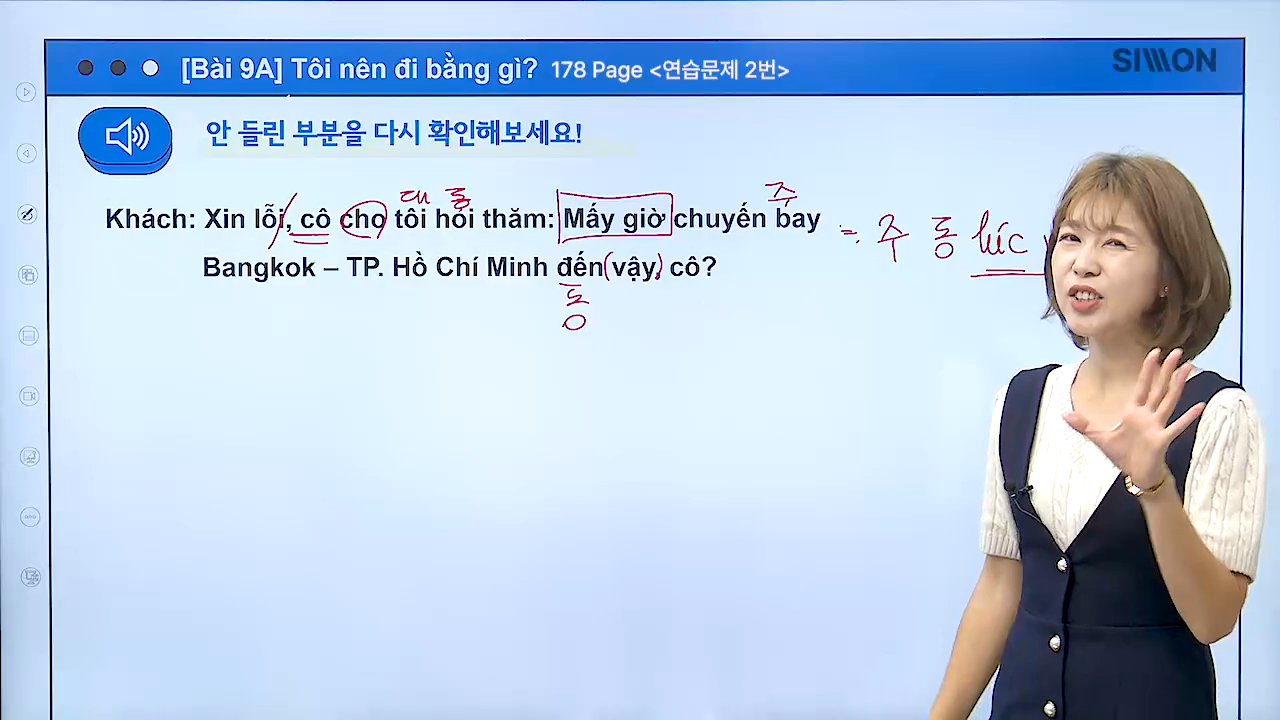 [Bài 9A] Tôi nên đi bằng gì? 178 Page <연습문제 2번>
SIWON
안 들린 부분을 다시 확인해보세요!
대 동 주
Khách: Xin lỗi, cô cho tôi hỏi thăm: Mấy giờ chuyến bay
= 주 동 lúc
Bangkok – TP. Hồ Chí Minh đến (vậy) cô?
동